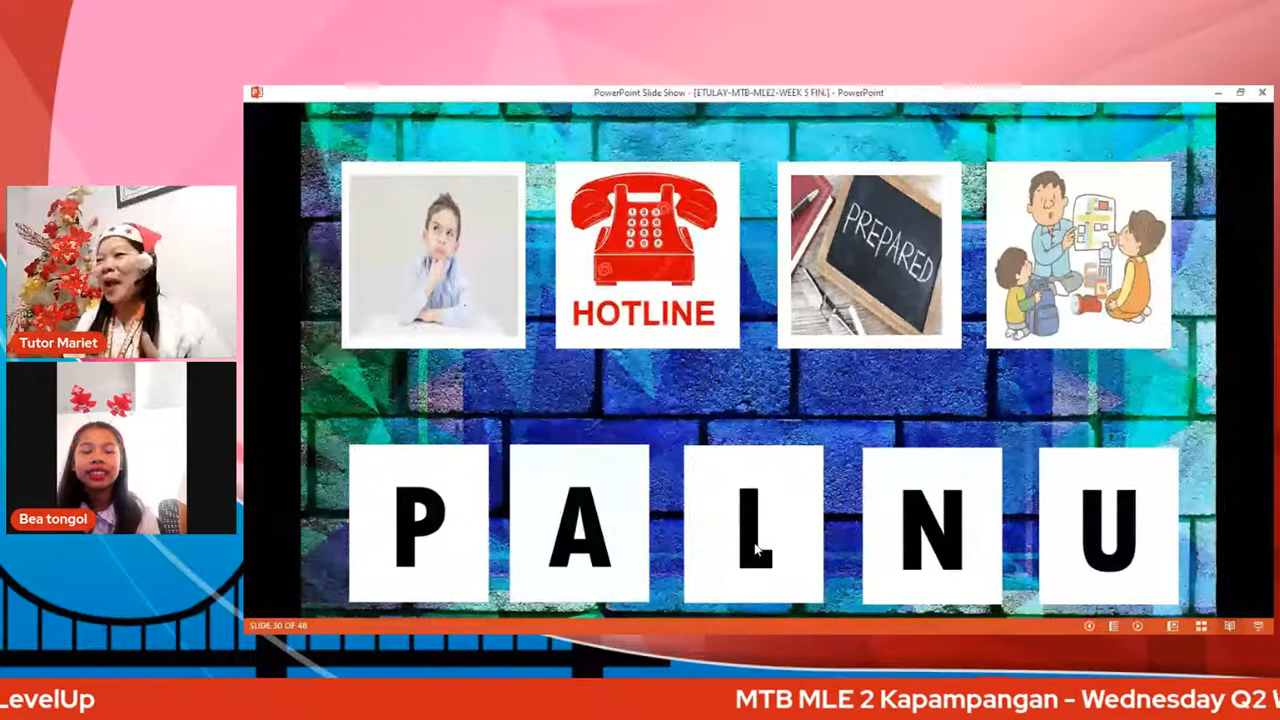 PowerPoint Slide Show - [ETULAY-MTB-MLE2-WEEK 5 FIN.] - PowerPoint
HOTLINE
PREPARED
Tutor Mariet
Bea tongol
P A L N U
SLIDE 30 OF 48
LevelUp
MTB MLE 2 Kapampangan - Wednesday Q2 W